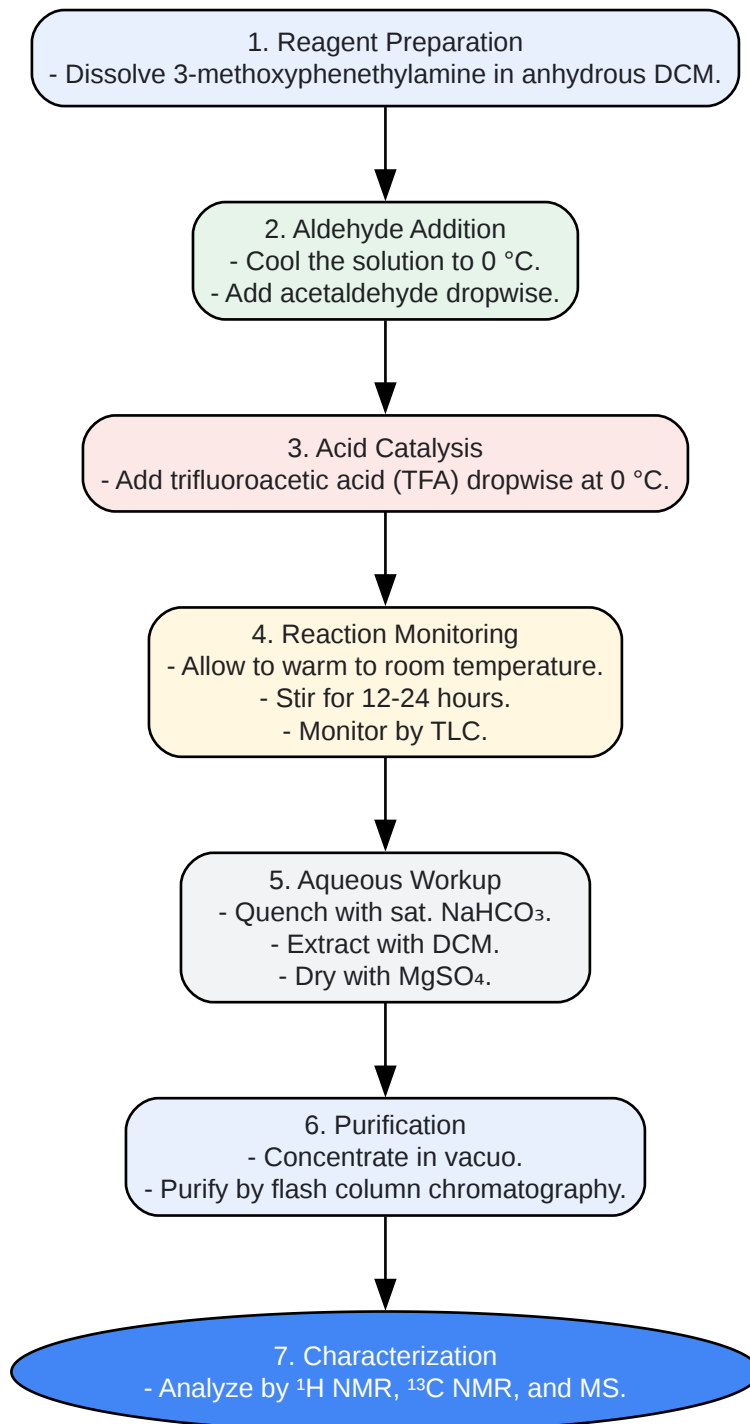 1. Reagent Preparation
- Dissolve 3-methoxyphenethylamine in anhydrous DCM.
2. Aldehyde Addition
- Cool the solution to 0 °C.
- Add acetaldehyde dropwise.
3. Acid Catalysis
- Add trifluoroacetic acid (TFA) dropwise at 0 °C.
4. Reaction Monitoring
- Allow to warm to room temperature.
- Stir for 12-24 hours.
- Monitor by TLC.
5. Aqueous Workup
- Quench with sat. NaHCO₃.
- Extract with DCM.
- Dry with MgSO₄.
6. Purification
- Concentrate in vacuo.
- Purify by flash column chromatography.
7. Characterization
- Analyze by ¹H NMR, ¹³C NMR, and MS.